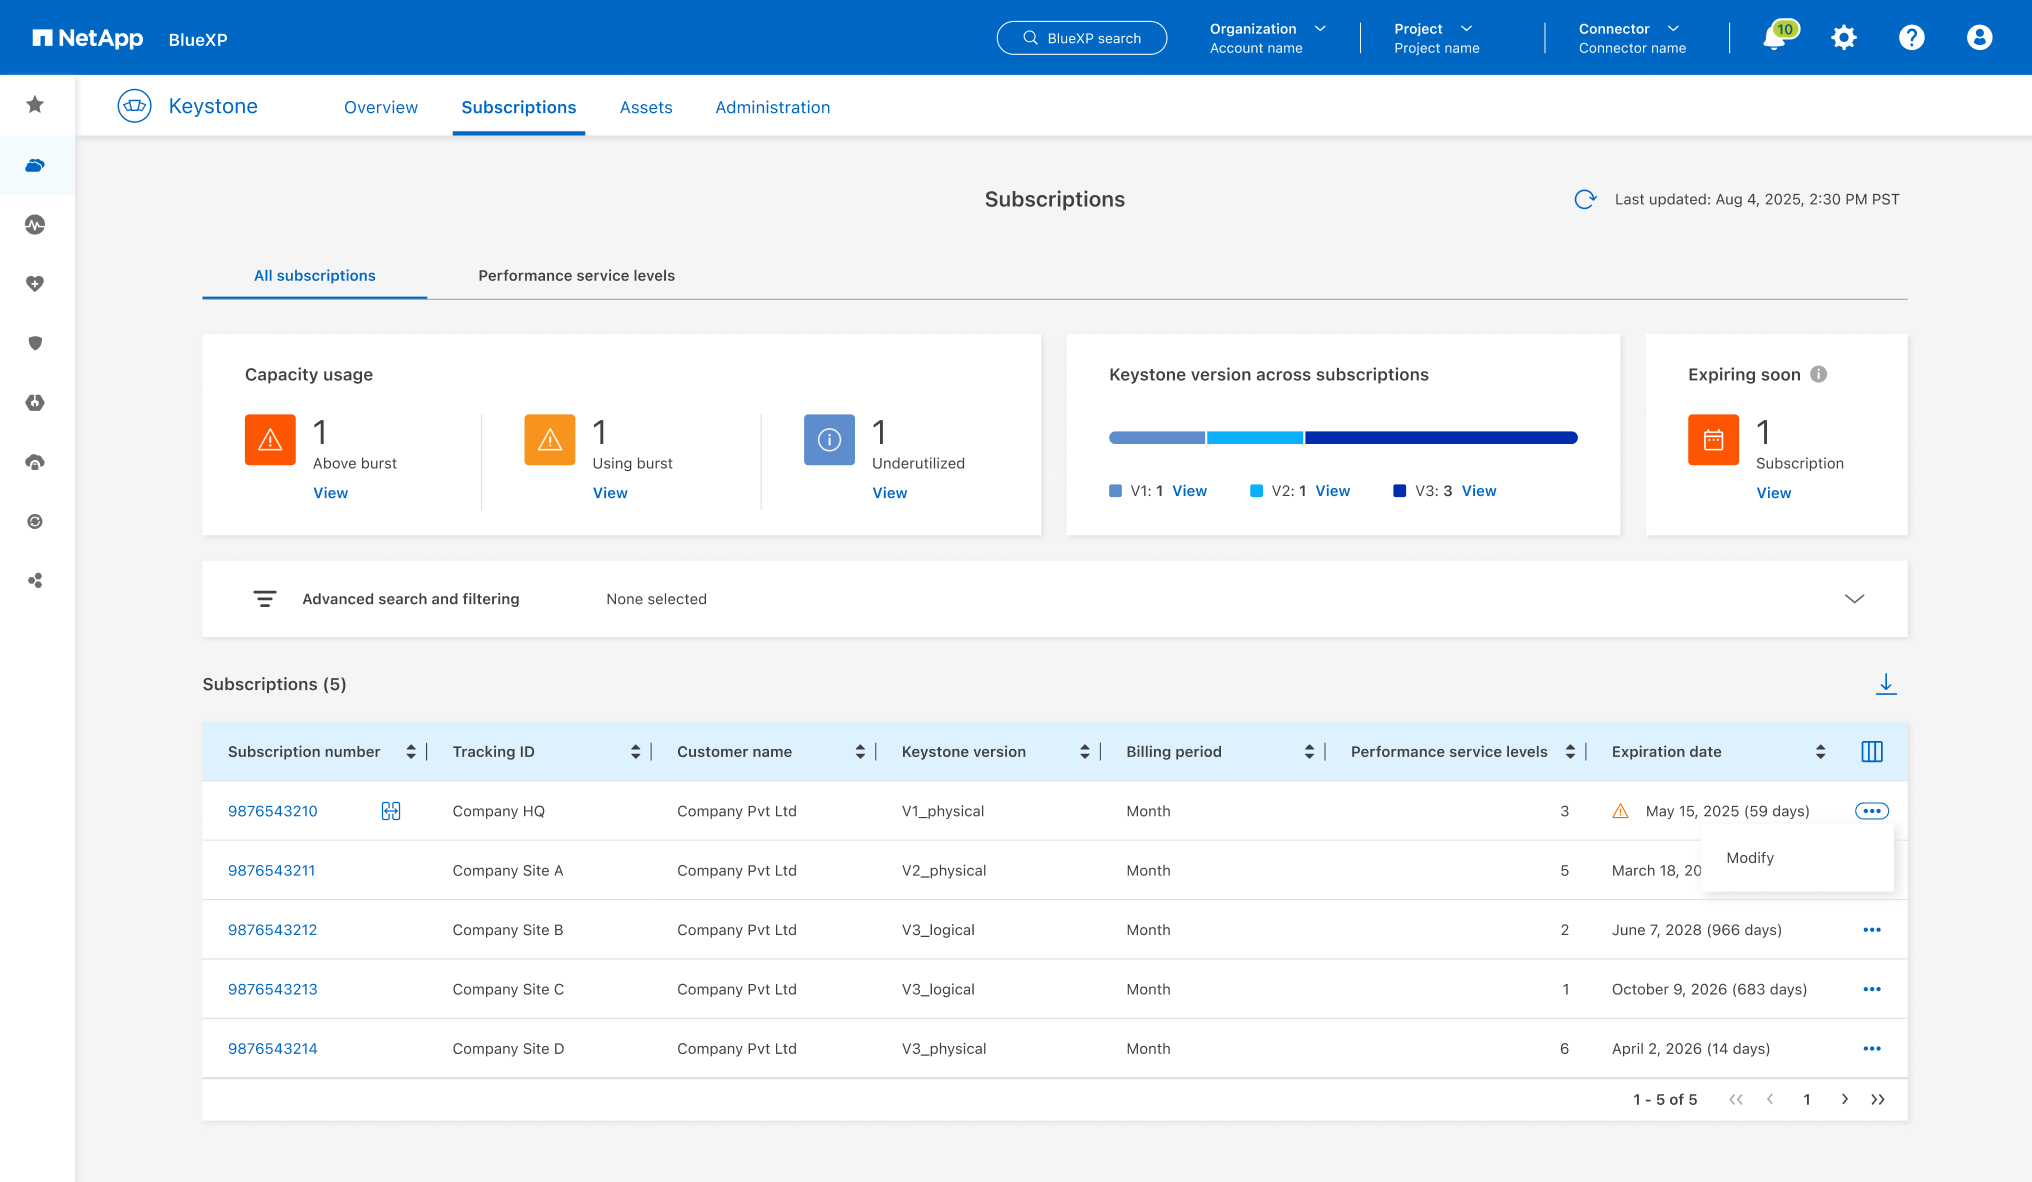 NetApp BlueXP
BlueXP search
Organization
Account name
Project
Project name
Connector
Connector name
10
Keystone
Overview
Subscriptions
Assets
Administration
Subscriptions
Last updated: Aug 4, 2025, 2:30 PM PST
All subscriptions
Performance service levels
Capacity usage
1
Above burst
View
1
Using burst
View
1
Underutilized
View
Keystone version across subscriptions
V1: 1 View
V2: 1 View
V3: 3 View
Expiring soon
1
Subscription
View
Advanced search and filtering
None selected
Subscriptions (5)
Subscription number Tracking ID Customer name Keystone version Billing period Performance service levels Expiration date
9876543210 Company HQ Company Pvt Ltd V1_physical Month 3 May 15, 2025 (59 days)
Modify
9876543211 Company Site A Company Pvt Ltd V2_physical Month 5 March 18, 20
9876543212 Company Site B Company Pvt Ltd V3_logical Month 2 June 7, 2028 (966 days)
9876543213 Company Site C Company Pvt Ltd V3_logical Month 1 October 9, 2026 (683 days)
9876543214 Company Site D Company Pvt Ltd V3_physical Month 6 April 2, 2026 (14 days)
1 - 5 of 5
1